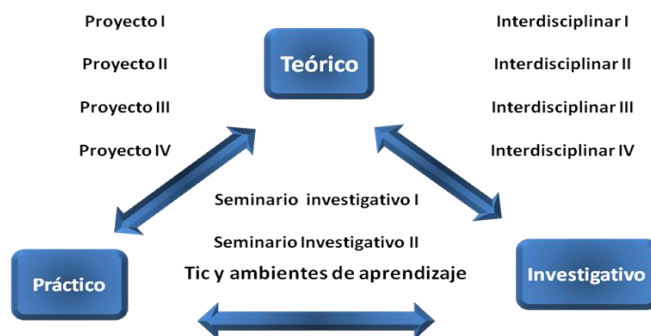 Proyecto I
Proyecto II
Proyecto III
Proyecto IV
Teórico
Interdisciplinar I
Interdisciplinar II
Interdisciplinar III
Interdisciplinar IV
Seminario investigativo I
Seminario Investigativo II
Tic y ambientes de aprendizaje
Práctico
Investigativo